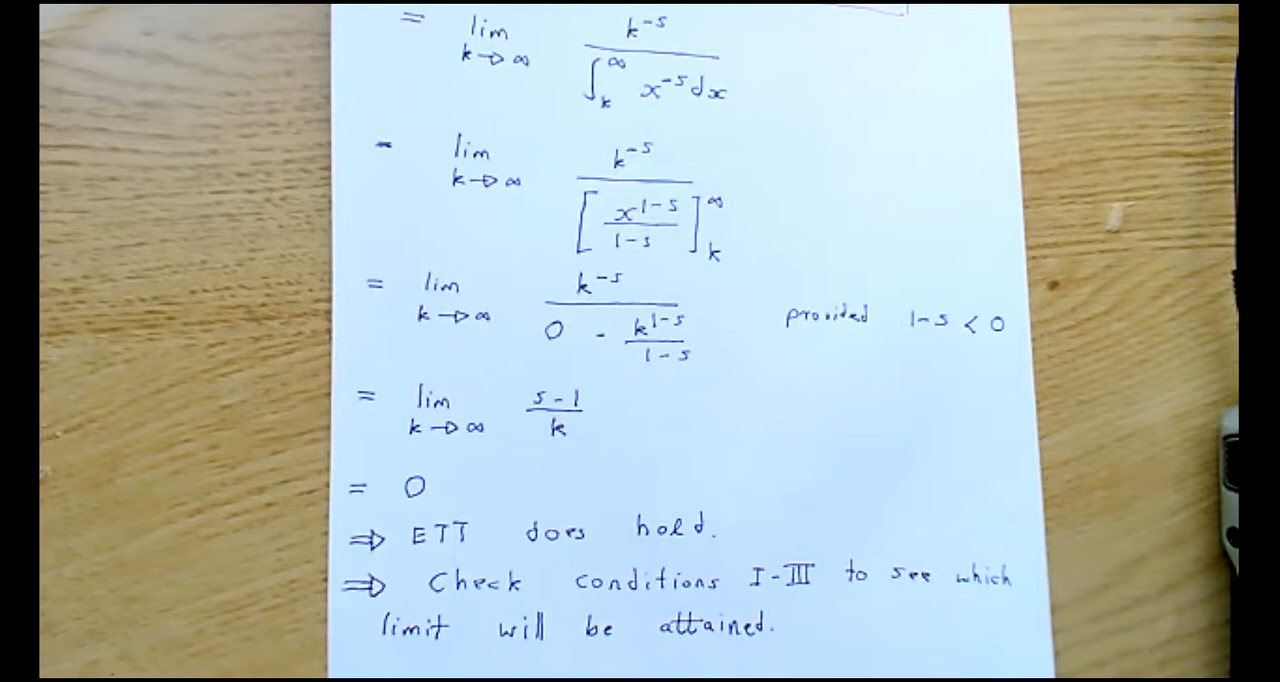 = lim k→∞ k^{-s} / ∫_k^∞ x^{-s} dx
= lim k→∞ k^{-s} / [ x^{1-s} / 1-s ]_k^∞
= lim k→∞ k^{-s} / 0 - k^{1-s} / 1-s provided 1-s < 0
= lim k→∞ s-1 / k
= 0
⇒ ETT does hold.
⇒ Check conditions I-III to see which
limit will be attained.